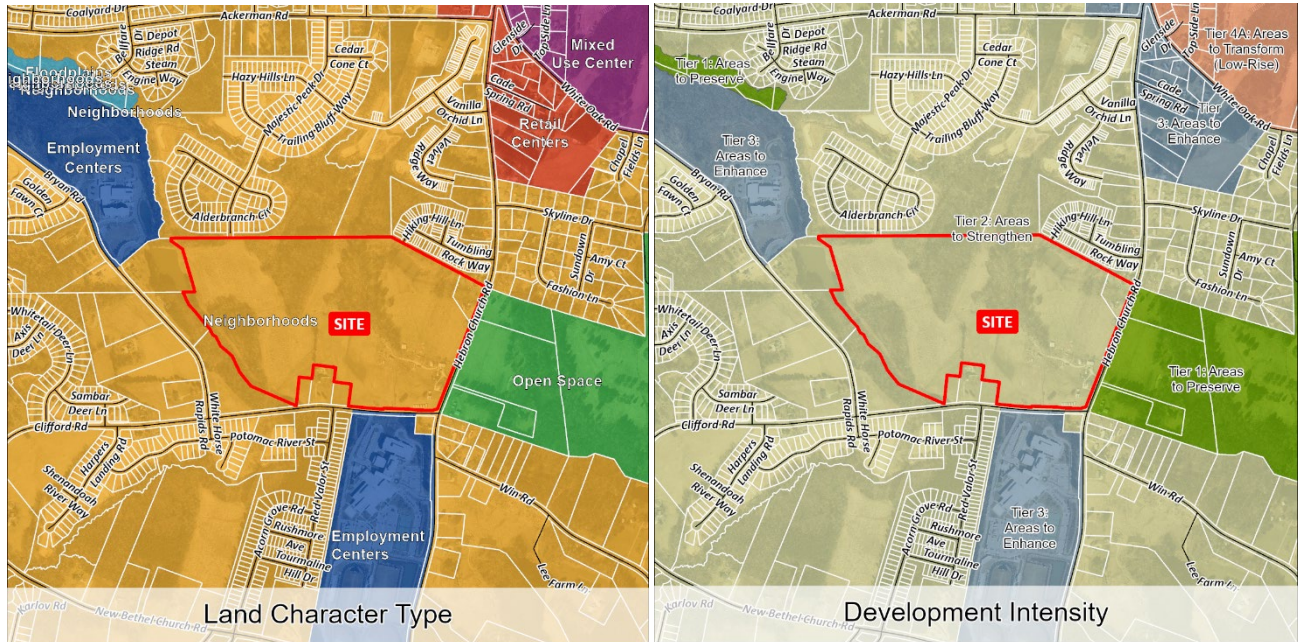 Coalyard Dr
Ackerman Rd
Bellfare
Dr
Depot
Ridge Rd
Steam
Engine Way
Cedar
Cone Ct
Hazy Hills Ln
Majestic Peak Dr
Trailing Bluff Way
Vanilla
Orchid Ln
Velvet
Ridge Way
Glenside
Dr
Top Side Ln
Mixed
Use Center
Cade
Spring Rd
White Oak Rd
Retail
Centers
Chapel
Fields Ln
Floodplains
Neighborhoods
Neighborhoods
Employment
Centers
Bryan Rd
Golden
Fawn Ct
Alderbranch Ct
Hiking Hill Ln
Tumbling
Rock Way
Skyline Dr
Sundown
Dr
Amy Ct
Fashion Ln
Neighborhoods
SITE
Hebron Church Rd
Open Space
Whitetail Deer Ln
Axis
Deer Ln
Sambar
Deer Ln
Clifford Rd
White Horse
Rapids Rd
Harpers
Landing Rd
Potomac River St
Shenandoah
River Way
Red Valor St
Acorn Grove Rd
Rushmore
Ave
Tourmaline
Hill Dr
Employment
Centers
Win Rd
Lee Farm Ln
Karlov Rd
New Bethel Church Rd
Land Character Type
Coalyard Dr
Ackerman Rd
Bellfare
Dr
Depot
Ridge Rd
Steam
Engine Way
Tier 1: Areas
to Preserve
Cedar
Cone Ct
Hazy Hills Ln
Majestic Peak Dr
Trailing Bluff Way
Vanilla
Orchid Ln
Velvet
Ridge Way
Glenside
Dr
Top Side Ln
Tier 4A: Areas
to Transform
(Low-Rise)
Cade
Spring Rd
White Oak Rd
Tier
3: Areas to
Enhance
Chapel
Fields Ln
Tier 3:
Areas to
Enhance
Bryan Rd
Golden
Fawn Ct
Alderbranch Ct
Hiking Hill Ln
Tier 2: Areas
to Strengthen
Tumbling
Rock Way
Skyline Dr
Sundown
Dr
Amy Ct
Fashion Ln
SITE
Hebron Church Rd
Tier 1: Areas
to Preserve
Whitetail Deer Ln
Axis
Deer Ln
Sambar
Deer Ln
Clifford Rd
White Horse
Rapids Rd
Harpers
Landing Rd
Potomac River St
Shenandoah
River Way
Red Valor St
Acorn Grove Rd
Rushmore
Ave
Tourmaline
Hill Dr
Tier 3:
Areas to
Enhance
Win Rd
Lee Farm Ln
Karlov Rd
New Bethel Church Rd
Development Intensity